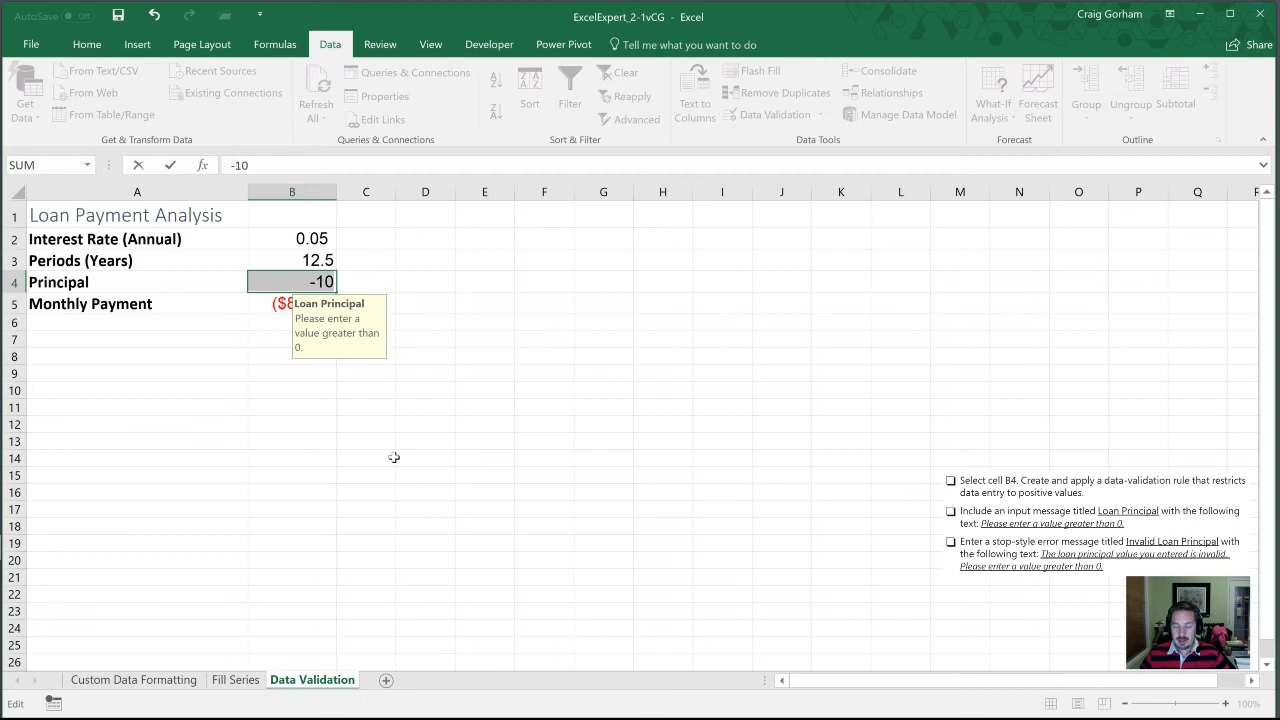 AutoSave Off
ExcelExpert_2-1vCG - Excel
Craig Gorham
File Home Insert Page Layout Formulas Data Review View Developer Power Pivot Tell me what you want to do Share
Get Data
From Text/CSV
From Web
From Table/Range
Recent Sources
Existing Connections
Get & Transform Data
Refresh All
Queries & Connections
Properties
Edit Links
Queries & Connections
Sort
Filter
Clear
Reapply
Advanced
Sort & Filter
Text to Columns
Flash Fill
Remove Duplicates
Data Validation
Consolidate
Relationships
Manage Data Model
Data Tools
What-If Analysis
Forecast Sheet
Forecast
Group
Ungroup
Subtotal
Outline
SUM fx -10
A B C D E F G H I J K L M N O P Q
1 Loan Payment Analysis
2 Interest Rate (Annual) 0.05
3 Periods (Years) 12.5
4 Principal -10
5 Monthly Payment ($8
Loan Principal
Please enter a
value greater than
0.
6
7
8
9
10
11
12
13
14
15
16
17
18
19
20
21
22
23
24
25
26
Select cell B4. Create and apply a data-validation rule that restricts
data entry to positive values.
Include an input message titled Loan Principal with the following
text: Please enter a value greater than 0.
Enter a stop-style error message titled Invalid Loan Principal with
the following text: The loan principal value you entered is invalid.
Please enter a value greater than 0.
Custom Data Formatting Fill Series Data Validation
Edit
100%